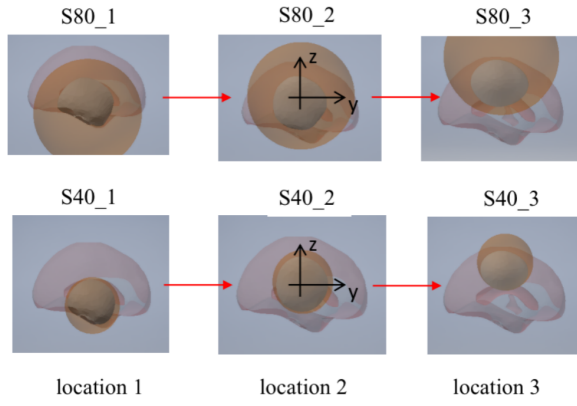 S80_1 S80_2 S80_3
z
y
S40_1 S40_2 S40_3
z
y
location 1 location 2 location 3